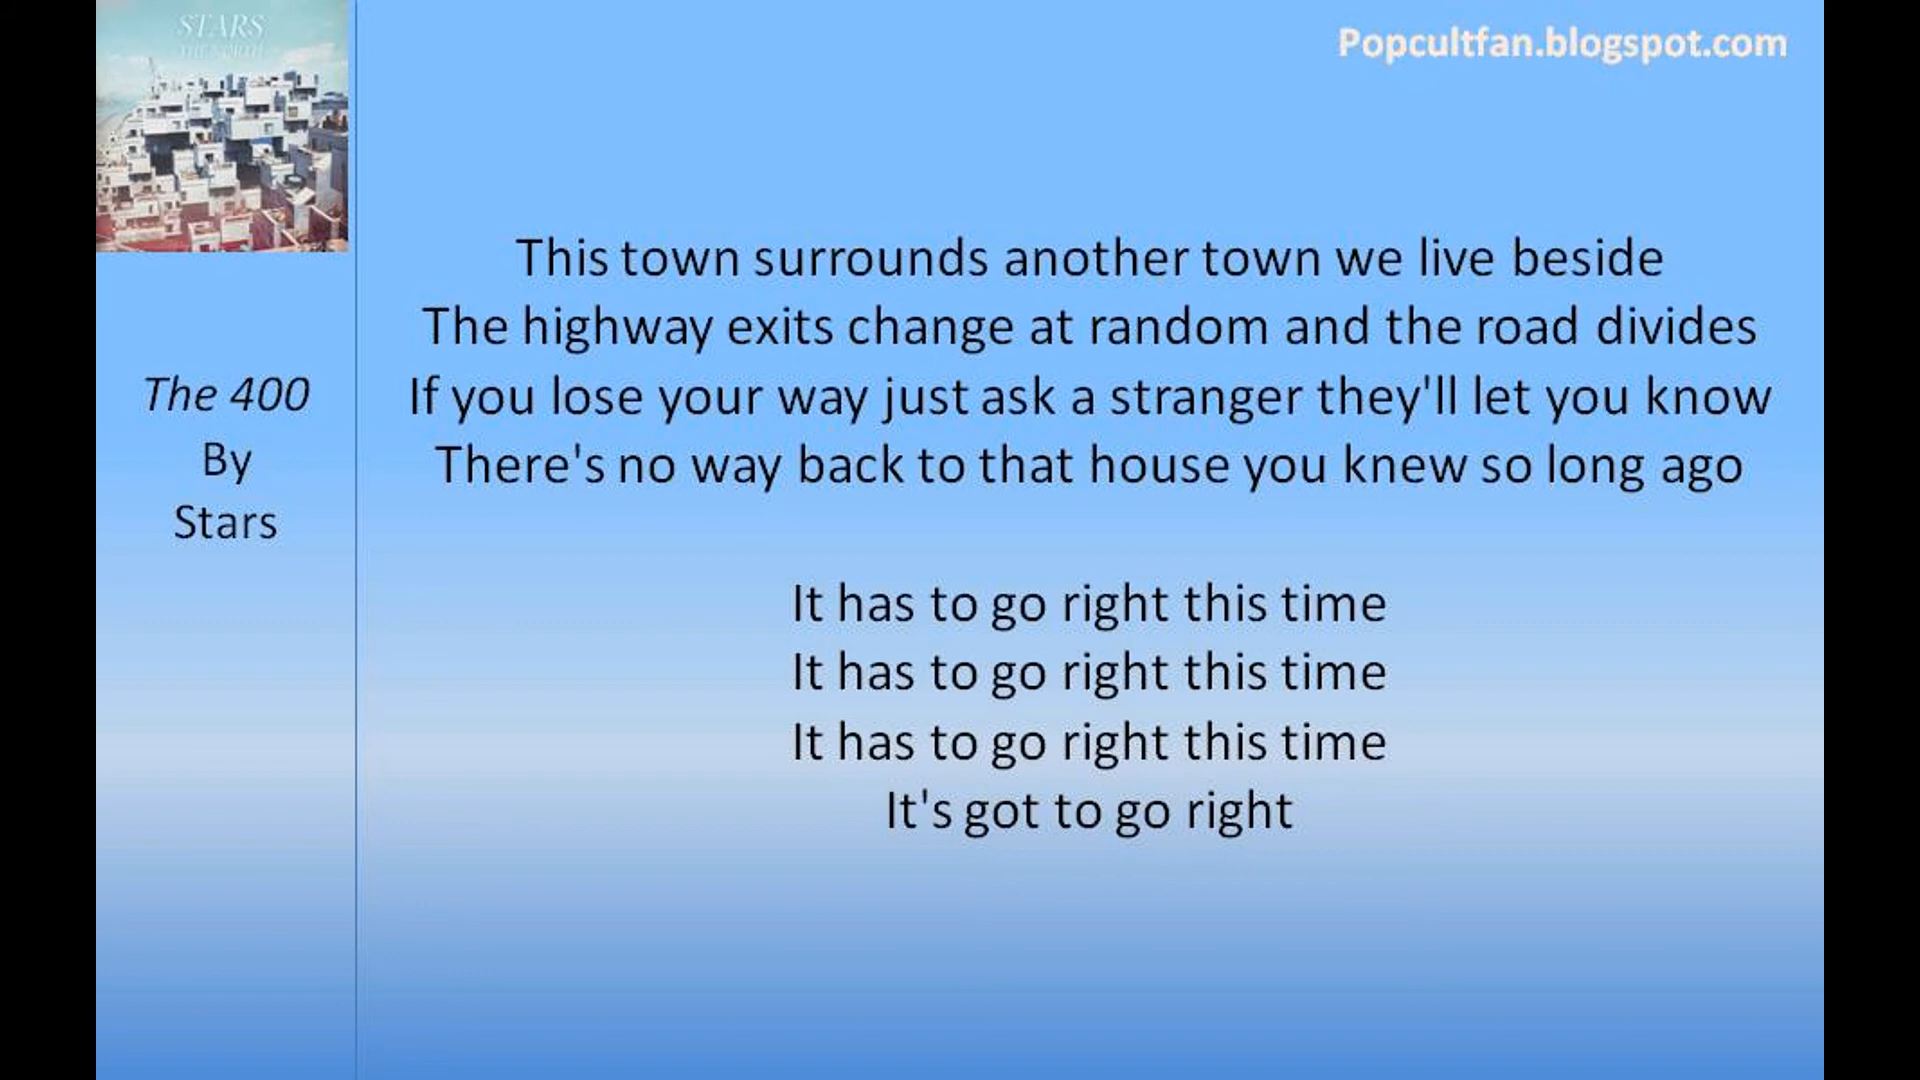 STARS
THE NORTH
Popcultfan.blogspot.com
The 400
By
Stars
This town surrounds another town we live beside
The highway exits change at random and the road divides
If you lose your way just ask a stranger they'll let you know
There's no way back to that house you knew so long ago
It has to go right this time
It has to go right this time
It has to go right this time
It's got to go right